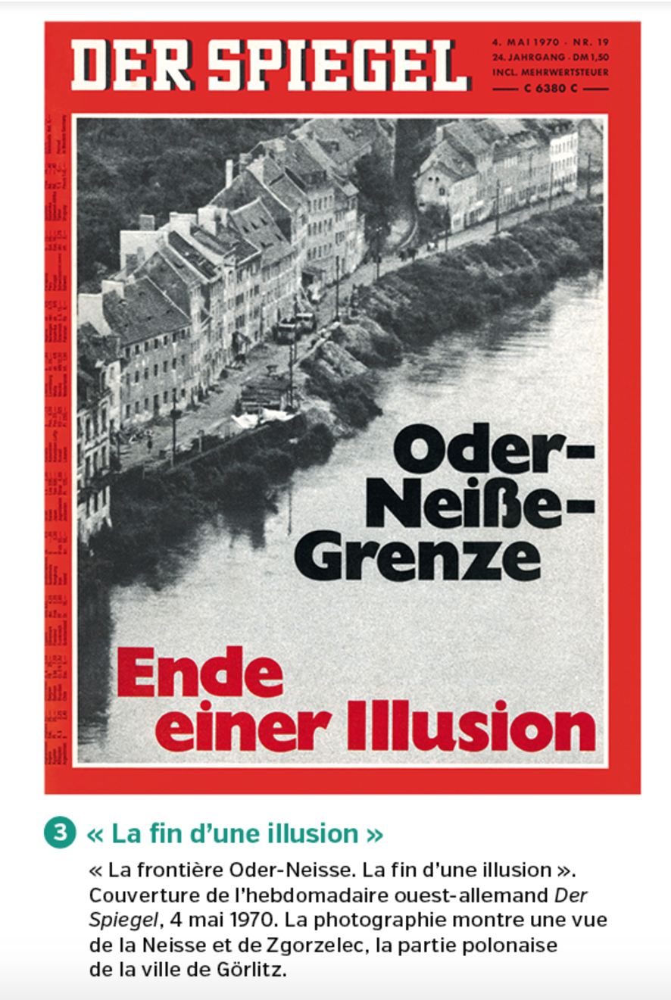 DER SPIEGEL
4. MAI 1970 · NR. 19
24. JAHRGANG · DM 1,50
INCL. MEHRWERTSTEUER
C 6380 C
Oder-
Neiße-
Grenze
Ende
einer Illusion
3 « La fin d’une illusion »
« La frontière Oder-Neisse. La fin d’une illusion ».
Couverture de l’hebdomadaire ouest-allemand Der
Spiegel, 4 mai 1970. La photographie montre une vue
de la Neisse et de Zgorzelec, la partie polonaise
de la ville de Görlitz.